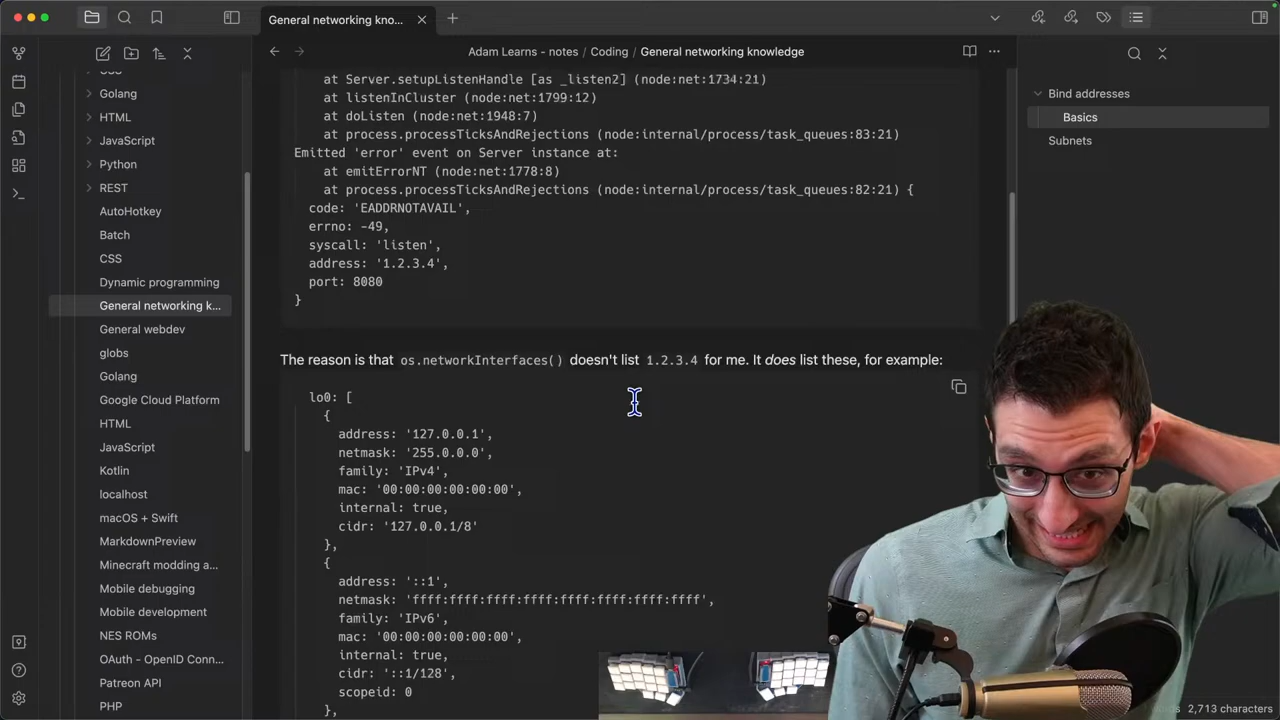 General networking kno...
Adam Learns - notes / Coding / General networking knowledge
CSS
Golang
HTML
JavaScript
Python
REST
AutoHotkey
Batch
CSS
Dynamic programming
General networking k...
General webdev
globs
Golang
Google Cloud Platform
HTML
JavaScript
Kotlin
localhost
macOS + Swift
MarkdownPreview
Minecraft modding a...
Mobile debugging
Mobile development
NES ROMs
OAuth - OpenID Conn...
Patreon API
PHP
at Server.setupListenHandle [as _listen2] (node:net:1734:21)
at listenInCluster (node:net:1799:12)
at doListen (node:net:1948:7)
at process.processTicksAndRejections (node:internal/process/task_queues:83:21)
Emitted 'error' event on Server instance at:
at emitErrorNT (node:net:1778:8)
at process.processTicksAndRejections (node:internal/process/task_queues:82:21) {
code: 'EADDRNOTAVAIL',
errno: -49,
syscall: 'listen',
address: '1.2.3.4',
port: 8080
}
The reason is that os.networkInterfaces() doesn't list 1.2.3.4 for me. It does list these, for example:
lo0: [
{
address: '127.0.0.1',
netmask: '255.0.0.0',
family: 'IPv4',
mac: '00:00:00:00:00:00',
internal: true,
cidr: '127.0.0.1/8'
},
{
address: '::1',
netmask: 'ffff:ffff:ffff:ffff:ffff:ffff:ffff:ffff',
family: 'IPv6',
mac: '00:00:00:00:00:00',
internal: true,
cidr: '::1/128',
scopeid: 0
},
Bind addresses
Basics
Subnets
2,713 characters